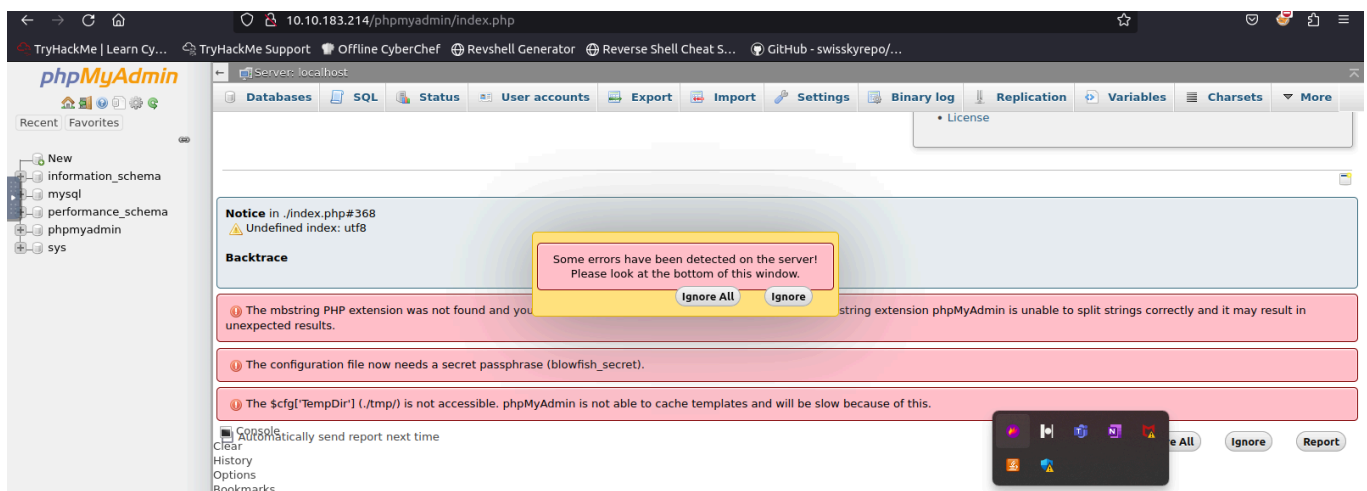 10.10.183.214/phpmyadmin/index.php
TryHackMe | Learn Cy... TryHackMe Support Offline CyberChef Revshell Generator Reverse Shell Cheat S... GitHub - swisskyrepo/...
phpMyAdmin
Recent Favorites
New
information_schema
mysql
performance_schema
phpmyadmin
sys
Server: localhost
Databases SQL Status User accounts Export Import Settings Binary log Replication Variables Charsets More
• License
Notice in ./index.php#368
Undefined index: utf8
Backtrace
Some errors have been detected on the server!
Please look at the bottom of this window.
Ignore All Ignore
The mbstring PHP extension was not found and you string extension phpMyAdmin is unable to split strings correctly and it may result in
unexpected results.
The configuration file now needs a secret passphrase (blowfish_secret).
The $cfg['TempDir'] (./tmp/) is not accessible. phpMyAdmin is not able to cache templates and will be slow because of this.
Console
Automatically send report next time
e All Ignore Report
Clear
History
Options
Bookmarks